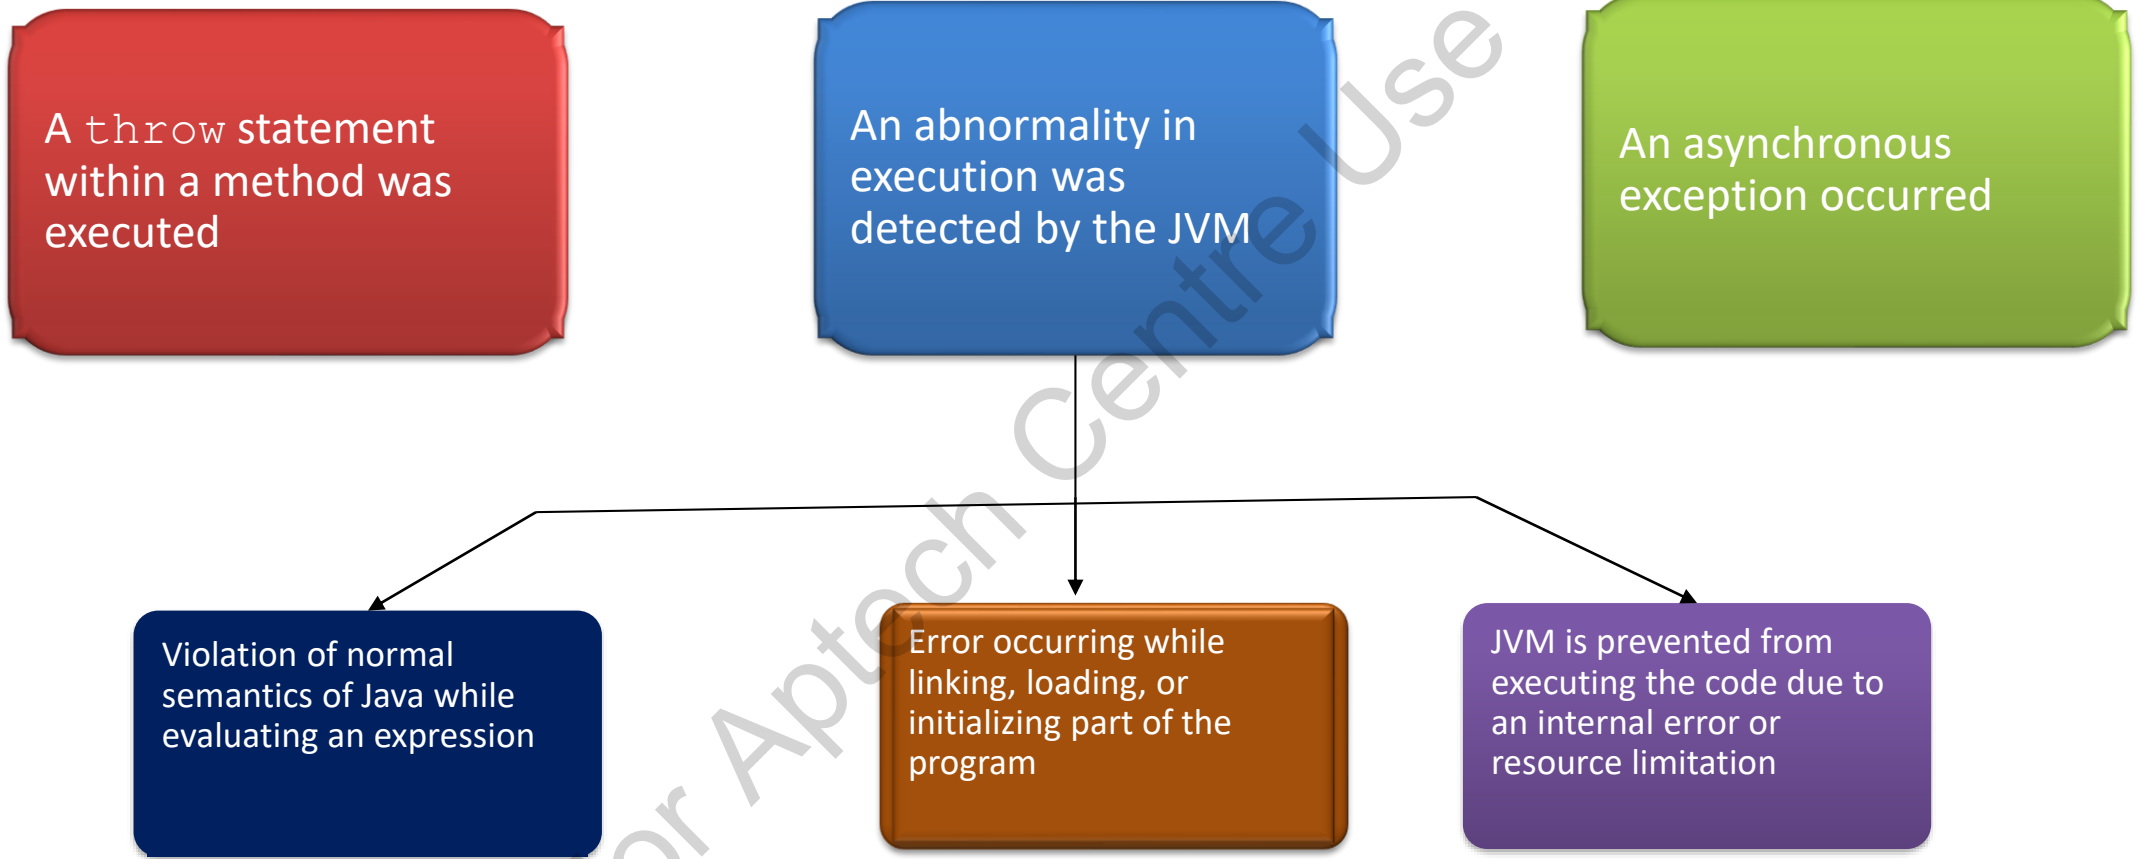 A throw statement
within a method was
executed
An abnormality in
execution was
detected by the JVM
An asynchronous
exception occurred
Violation of normal
semantics of Java while
evaluating an expression
Error occurring while
linking, loading, or
initializing part of the
program
JVM is prevented from
executing the code due to
an internal error or
resource limitation
or Aptech Centre Use